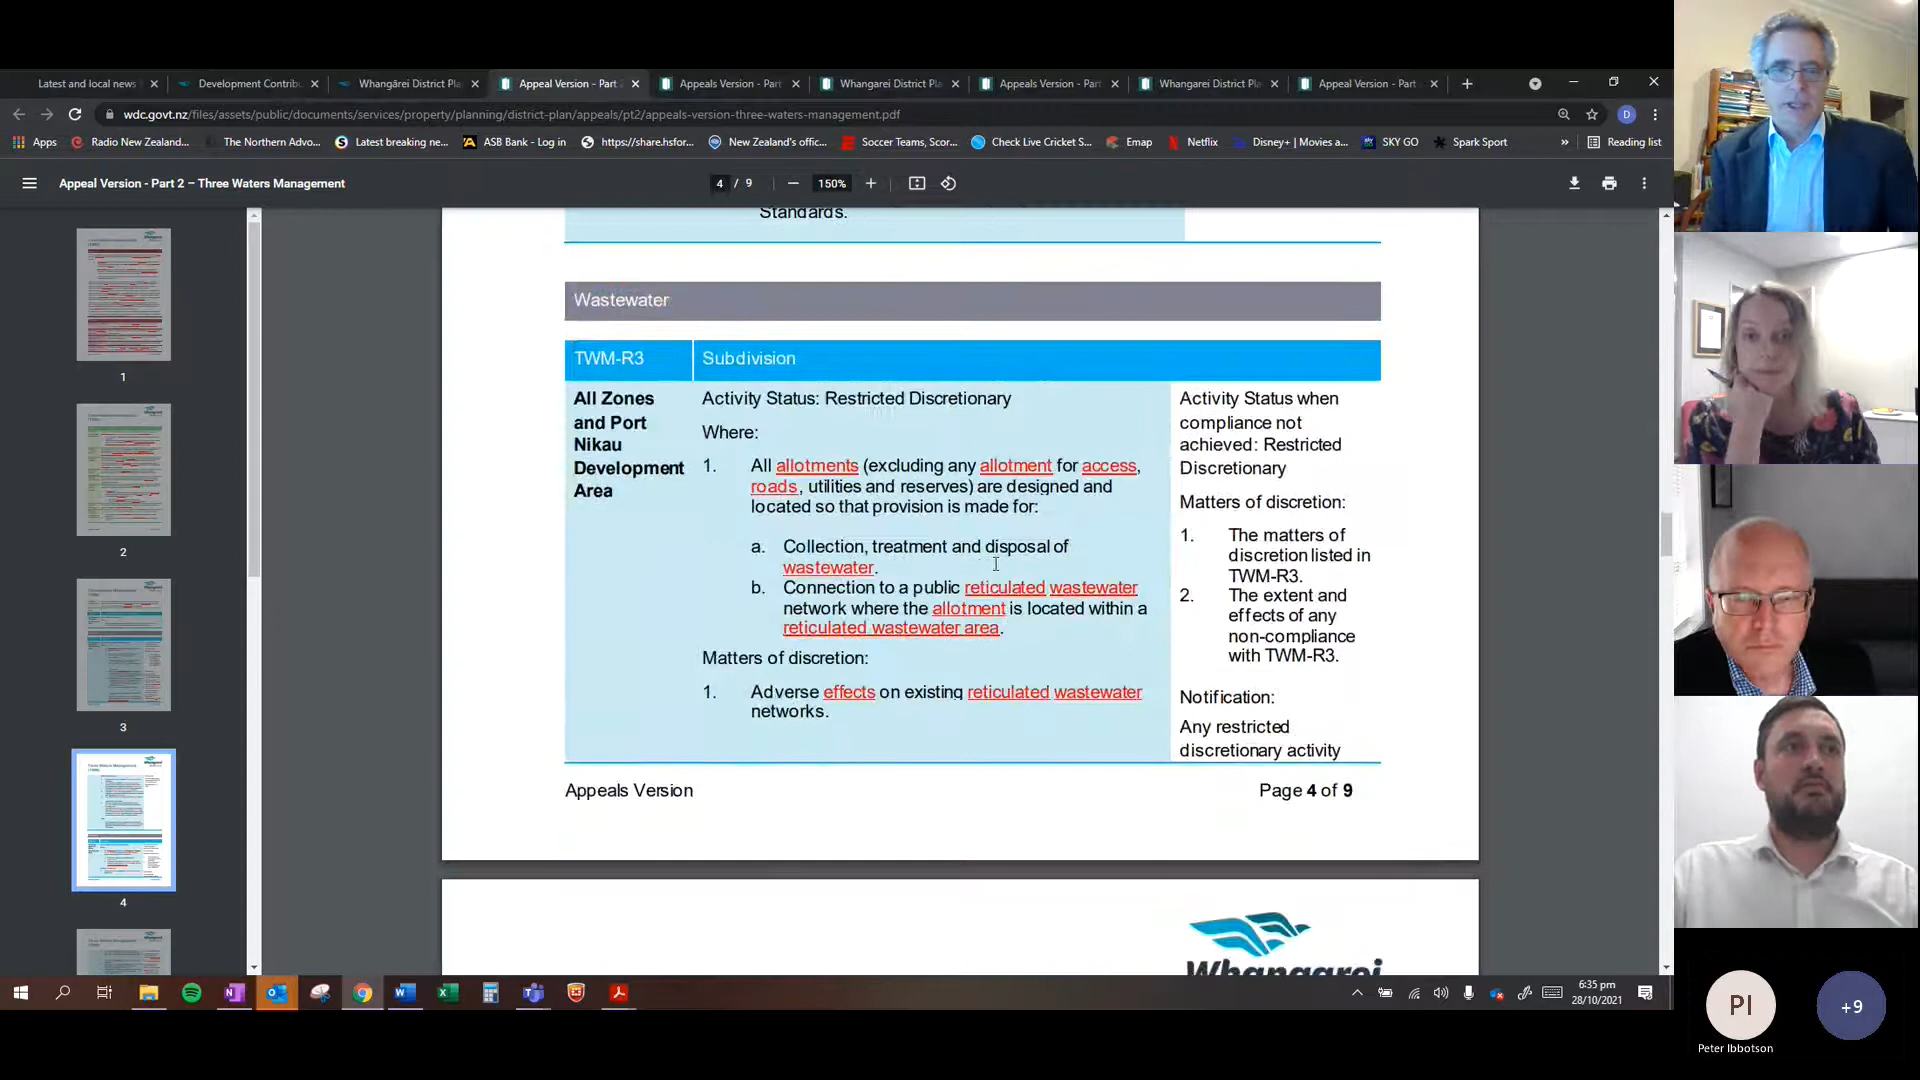 Latest and local news
Development Contrib
Whangārei District Pla
Appeal Version - Part
Appeals Version - Part
Whangarei District Pla
Appeals Version - Part
Whangarei District Pla
Appeal Version - Part
wdc.govt.nz/files/assets/public/documents/services/property/planning/district-plan/appeals/pt2/appeals-version-three-waters-management.pdf
D
Apps
Radio New Zealand...
The Northern Advo...
Latest breaking ne...
ASB Bank - Log in
https://share.hsfor...
New Zealand's offic...
Soccer Teams, Scor...
Check Live Cricket S...
Emap
Netflix
Disney+ | Movies a...
SKY GO
Spark Sport
»
Reading list
Appeal Version - Part 2 – Three Waters Management
4 / 9
150%
1
2
3
4
Standards.
Wastewater
TWM-R3
Subdivision
All Zones
and Port
Nikau
Development
Area
Activity Status: Restricted Discretionary
Where:
1. All allotments (excluding any allotment for access,
roads, utilities and reserves) are designed and
located so that provision is made for:
a. Collection, treatment and disposal of
wastewater.
b. Connection to a public reticulated wastewater
network where the allotment is located within a
reticulated wastewater area.
Matters of discretion:
1. Adverse effects on existing reticulated wastewater
networks.
Activity Status when
compliance not
achieved: Restricted
Discretionary
Matters of discretion:
1. The matters of
discretion listed in
TWM-R3.
2. The extent and
effects of any
non-compliance
with TWM-R3.
Notification:
Any restricted
discretionary activity
Appeals Version
Page 4 of 9
Whangarei
6:35 pm
28/10/2021
PI
Peter Ibbotson
+9